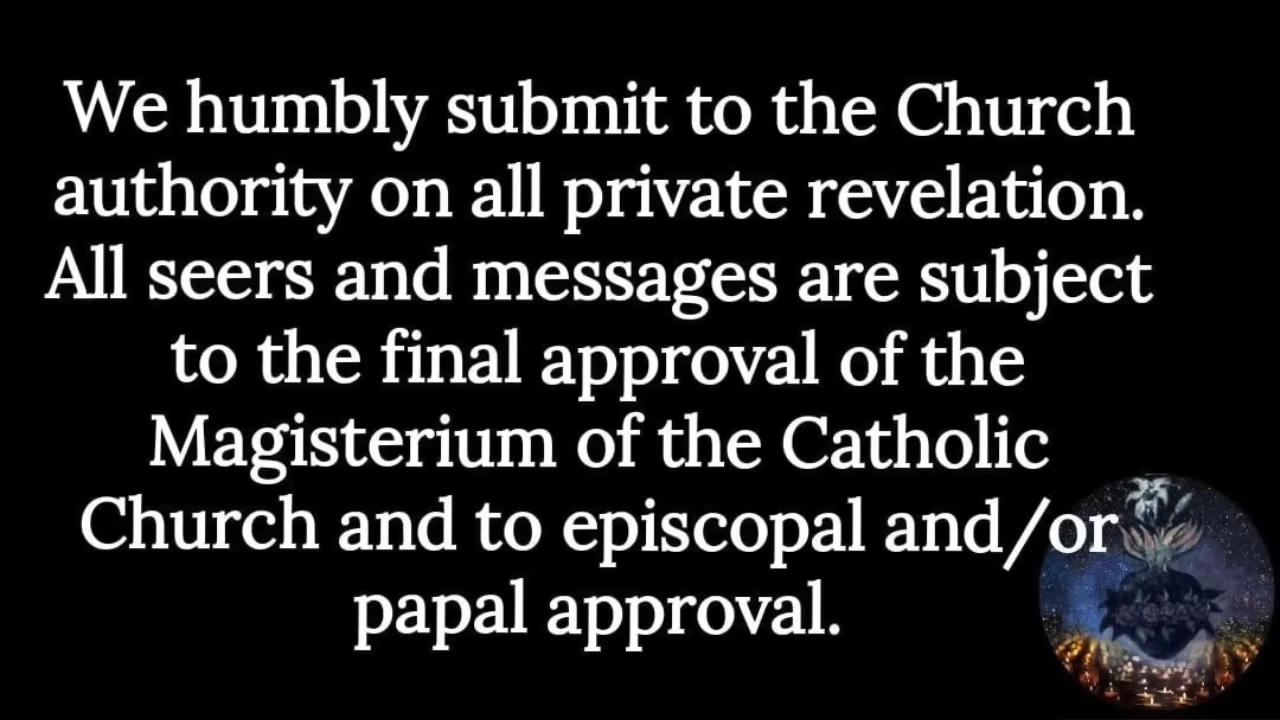 We humbly submit to the Church
authority on all private revelation.
All seers and messages are subject
to the final approval of the
Magisterium of the Catholic
Church and to episcopal and/or
papal approval.